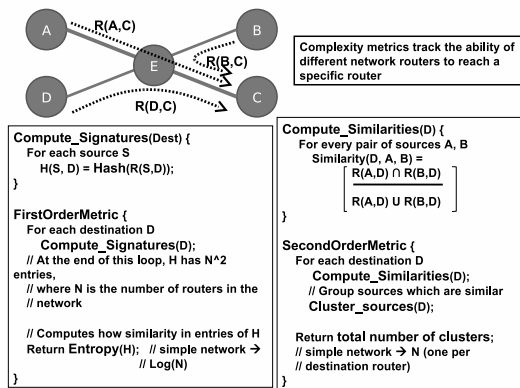 A
B
R(A,C)
E
R(B,C)
D
C
R(D,C)
Complexity metrics track the ability of
different network routers to reach a
specific router
Compute_Signatures(Dest) {
For each source S
H(S, D) = Hash(R(S,D));
}
FirstOrderMetric {
For each destination D
Compute_Signatures(D);
// At the end of this loop, H has N^2
entries,
// where N is the number of routers in the
// network
// Computes how similarity in entries of H
Return Entropy(H); // simple network →
// Log(N)
}
Compute_Similarities(D) {
For every pair of sources A, B
Similarity(D, A, B) =
R(A,D) ∩ R(B,D)
R(A,D) U R(B,D)
}
SecondOrderMetric {
For each destination D
Compute_Similarities(D);
// Group sources which are similar
Cluster_sources(D);
Return total number of clusters;
// simple network → N (one per
// destination router)
}